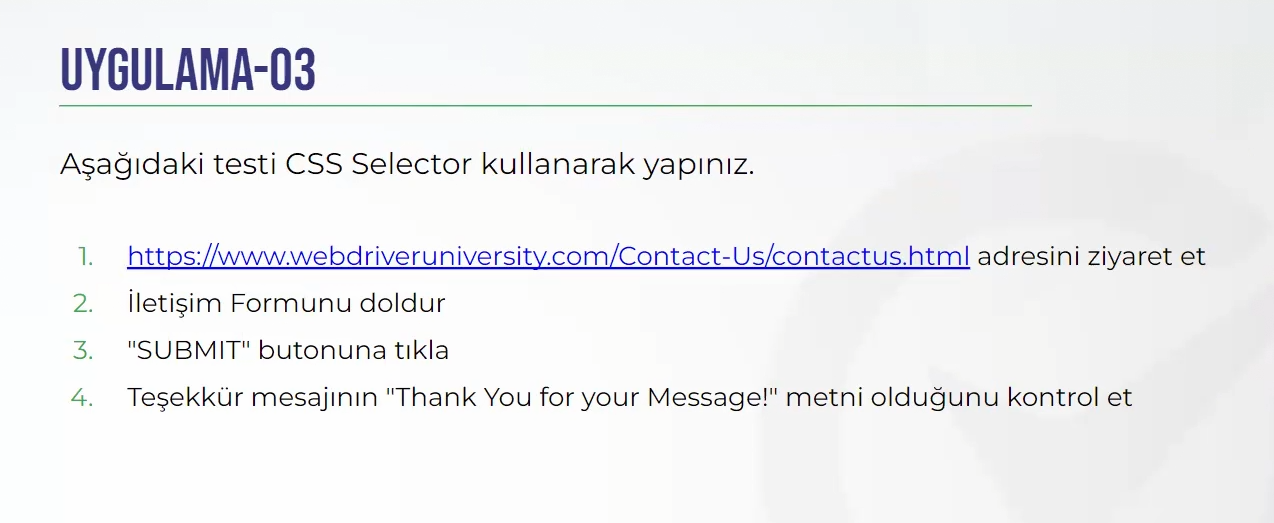 UYGULAMA-03
Aşağıdaki testi CSS Selector kullanarak yapınız.
1. https://www.webdriveruniversity.com/Contact-Us/contactus.html adresini ziyaret et
2. İletişim Formunu doldur
3. "SUBMIT" butonuna tıkla
4. Teşekkür mesajının "Thank You for your Message!" metni olduğunu kontrol et